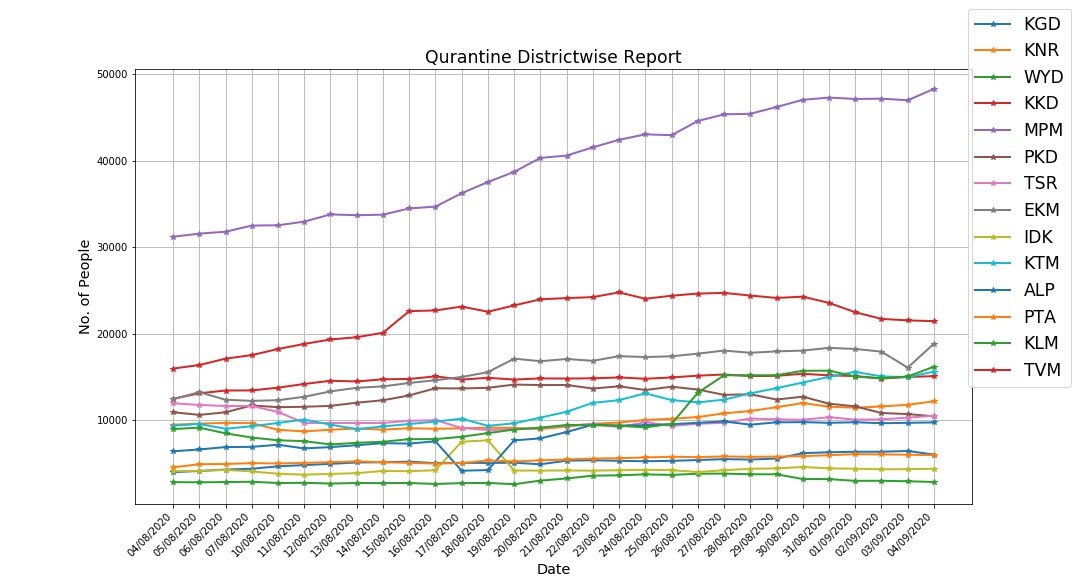 Qurantine Districtwise Report
No. of People
50000
40000
30000
20000
10000
04/08/2020
05/08/2020
06/08/2020
07/08/2020
10/08/2020
11/08/2020
12/08/2020
13/08/2020
14/08/2020
15/08/2020
16/08/2020
17/08/2020
18/08/2020
19/08/2020
20/08/2020
21/08/2020
22/08/2020
23/08/2020
24/08/2020
25/08/2020
26/08/2020
27/08/2020
28/08/2020
29/08/2020
30/08/2020
31/08/2020
01/09/2020
02/09/2020
03/09/2020
04/09/2020
Date
KGD
KNR
WYD
KKD
MPM
PKD
TSR
EKM
IDK
KTM
ALP
PTA
KLM
TVM